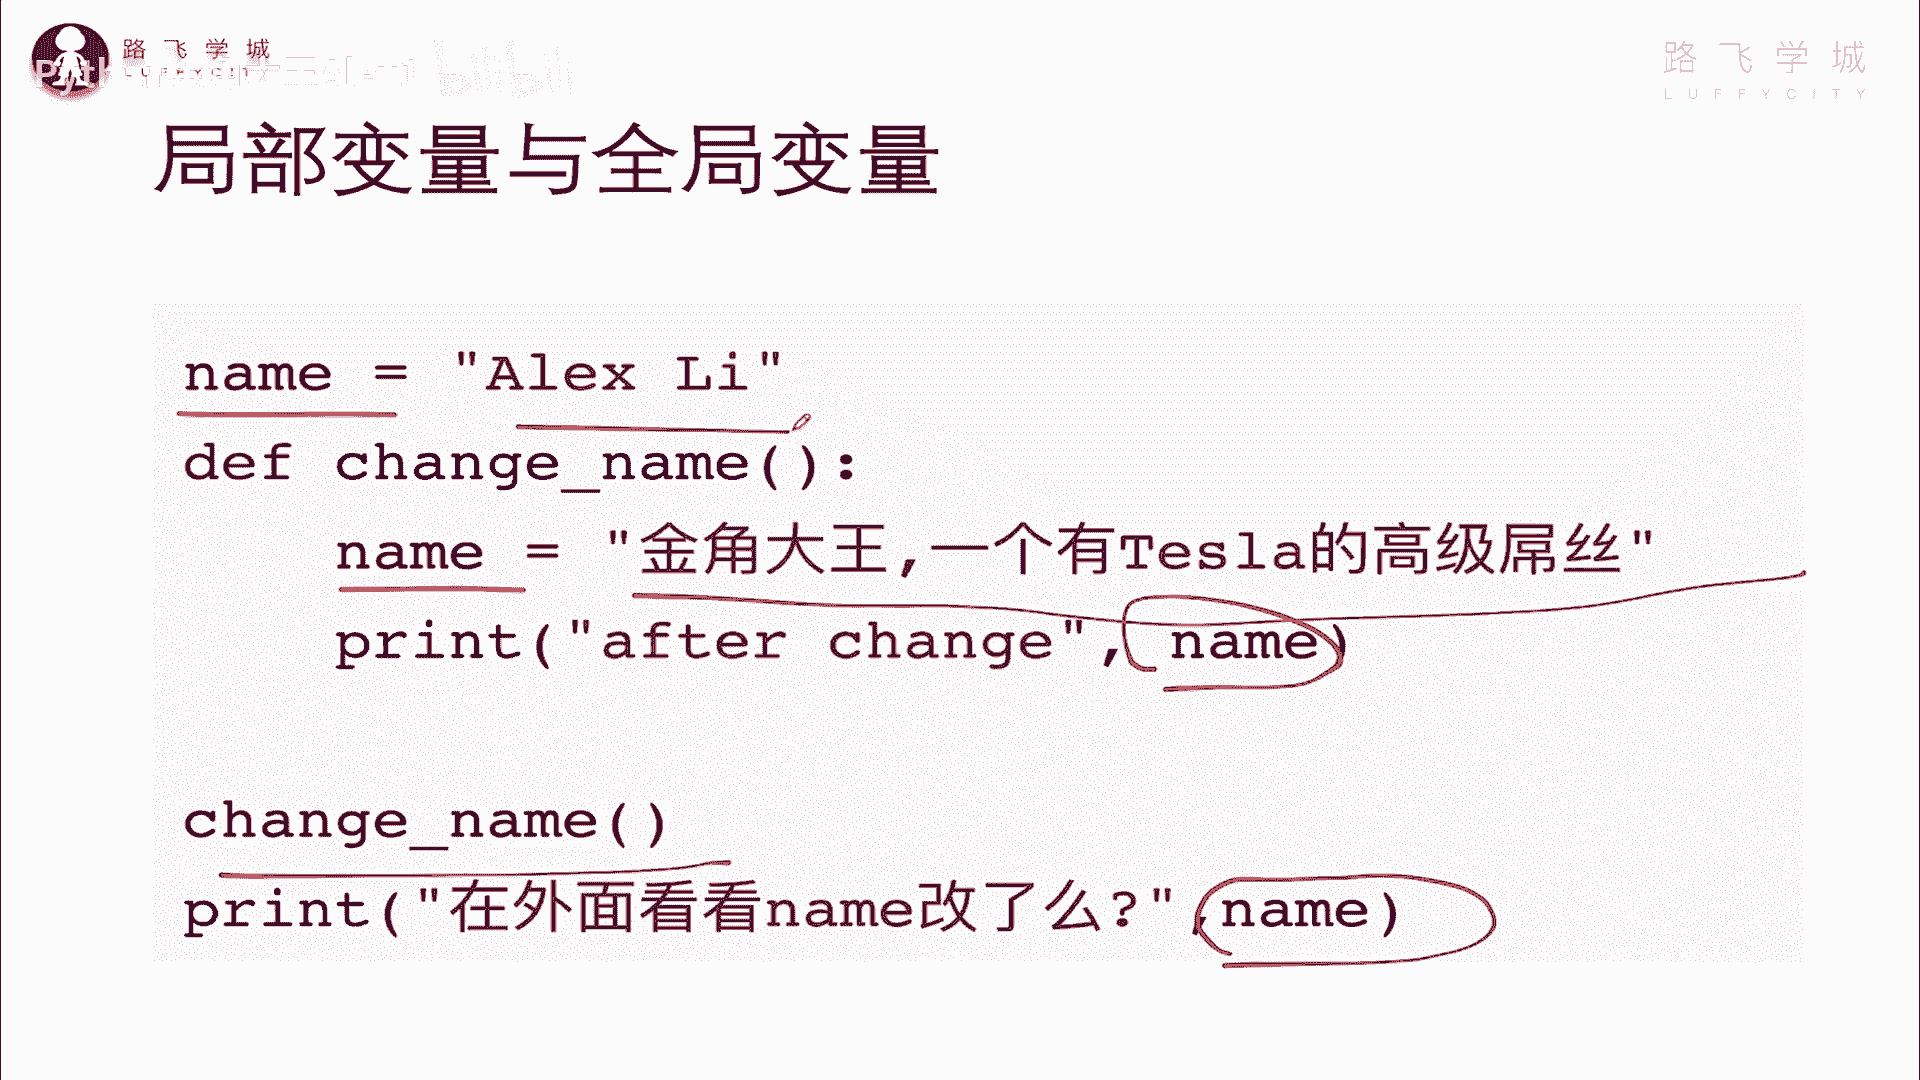 路飞学城
LUFFYCITY
路飞学城
LUFFYCITY
局部变量与全局变量
name = "Alex Li"
def change_name():
    name = "金角大王,一个有Tesla的高级屌丝"
    print("after change", name)
change_name()
print("在外面看看name改了么?",name)